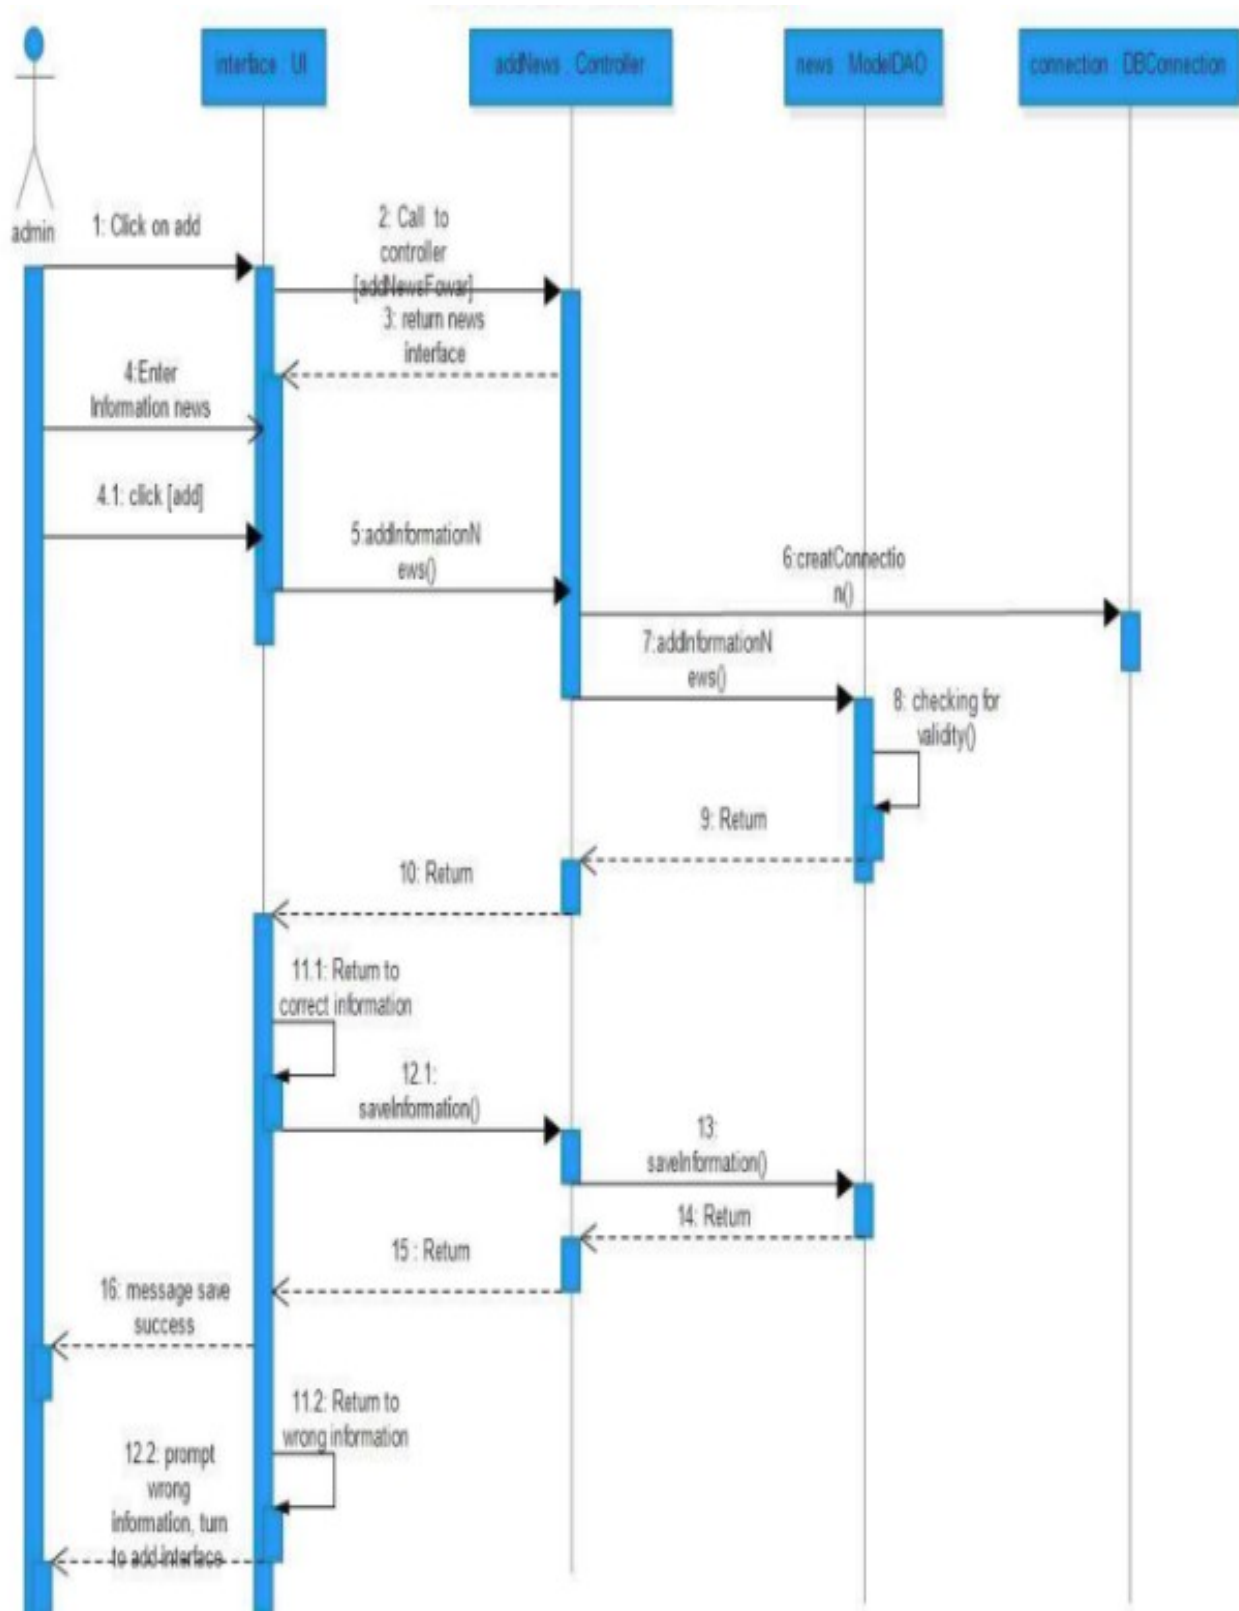 interface : UI
addNews : Controller
news : ModelDAO
connection : DBConnection
admin
1: Click on add
2: Call to
controller
[addNewsFowar]
3: return news
interface
4:Enter
Information news
4.1: click [add]
5:addInformationN
ews()
6:creatConnectio
n()
7:addInformationN
ews()
8: checking for
validity()
9: Return
10: Return
11.1: Return to
correct information
12.1:
saveInformation()
13:
saveInformation()
14: Return
15 : Return
16: message save
success
11.2: Return to
wrong information
12.2: prompt
wrong
information, turn
to add interface